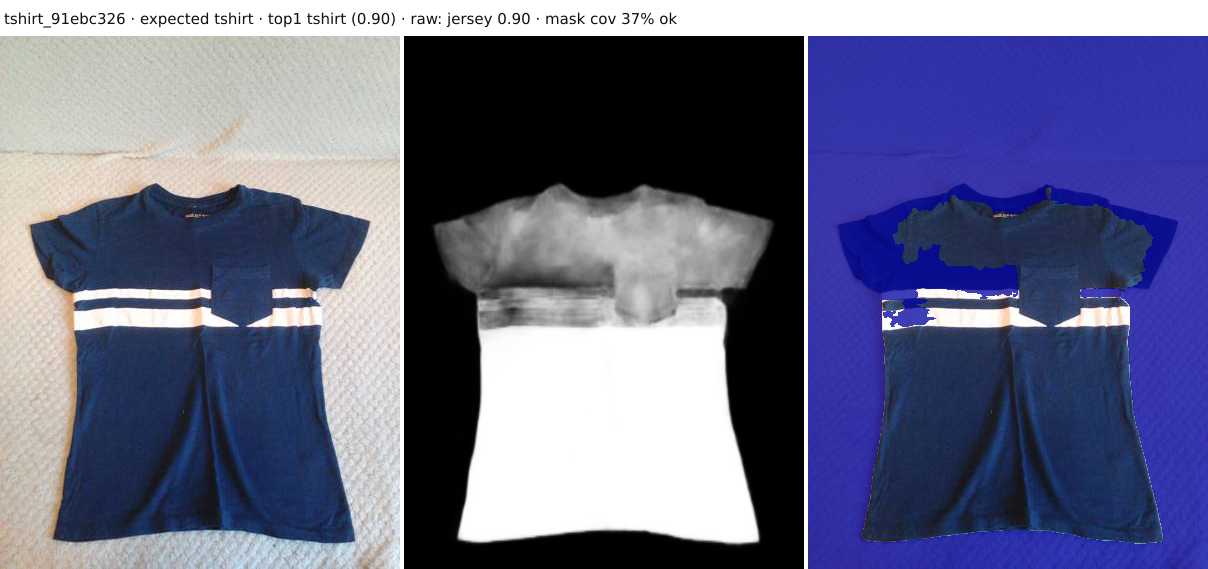 tshirt_91ebc326 · expected tshirt · top1 tshirt (0.90) · raw: jersey 0.90 · mask cov 37% ok